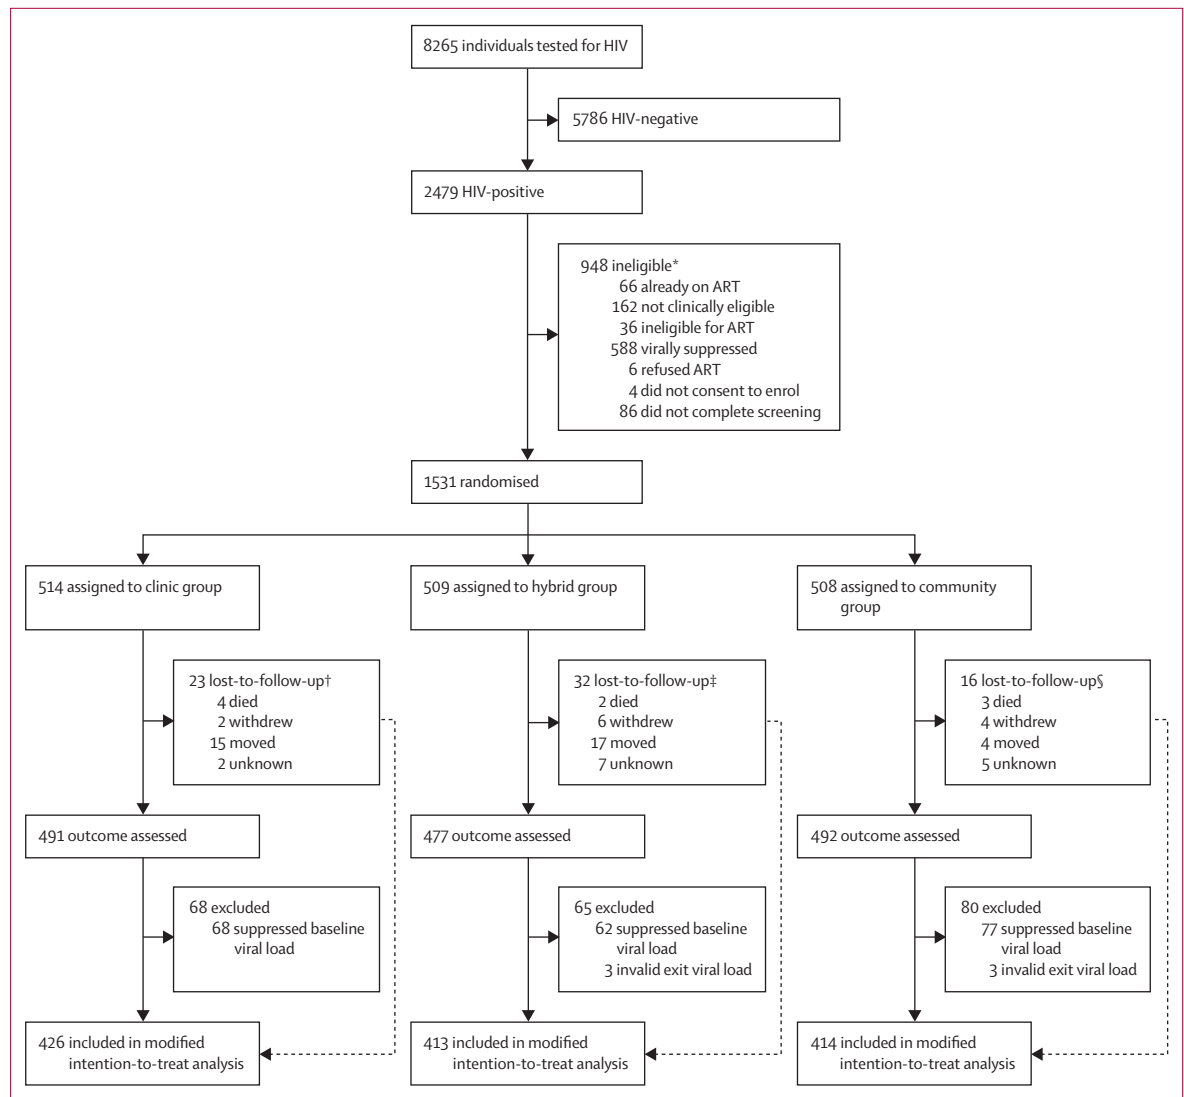 8265 individuals tested for HIV
5786 HIV-negative
2479 HIV-positive
948 ineligible*
66 already on ART
162 not clinically eligible
36 ineligible for ART
588 virally suppressed
6 refused ART
4 did not consent to enrol
86 did not complete screening
1531 randomised
514 assigned to clinic group
509 assigned to hybrid group
508 assigned to community
group
23 lost-to-follow-up†
4 died
2 withdrew
15 moved
2 unknown
32 lost-to-follow-up‡
2 died
6 withdrew
17 moved
7 unknown
16 lost-to-follow-up§
3 died
4 withdrew
4 moved
5 unknown
491 outcome assessed
477 outcome assessed
492 outcome assessed
68 excluded
68 suppressed baseline
viral load
65 excluded
62 suppressed baseline
viral load
3 invalid exit viral load
80 excluded
77 suppressed baseline
viral load
3 invalid exit viral load
426 included in modified
intention-to-treat analysis
413 included in modified
intention-to-treat analysis
414 included in modified
intention-to-treat analysis